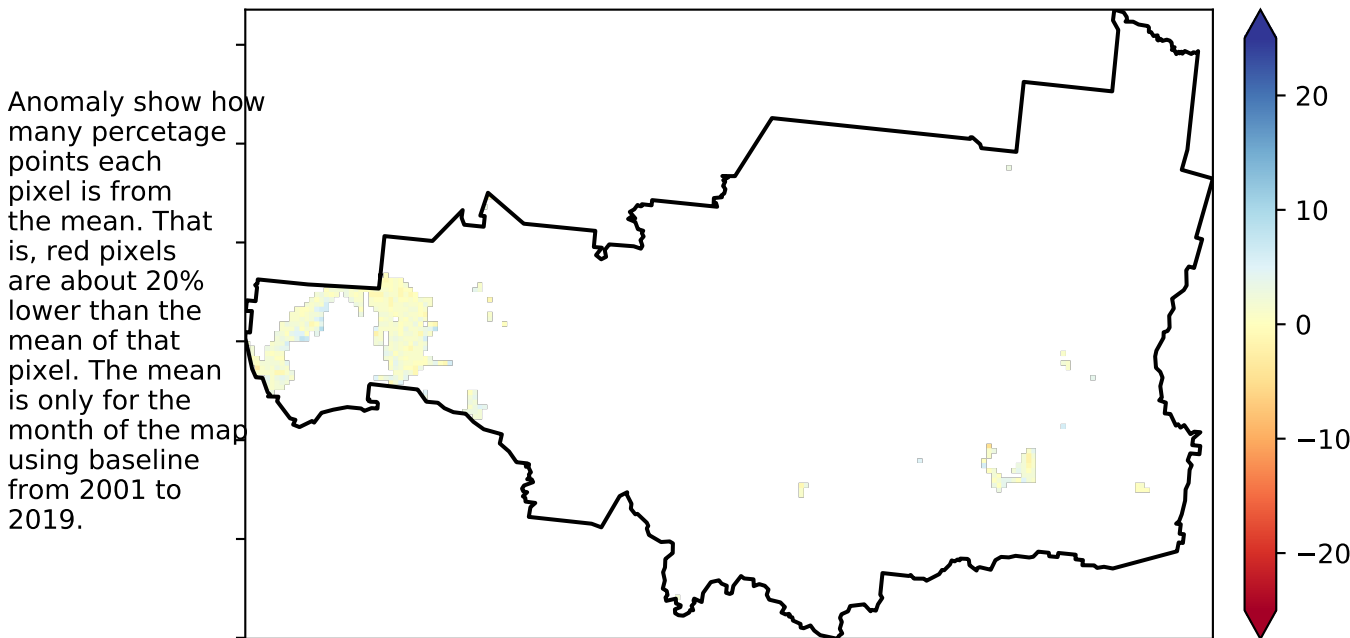 Anomaly show how
many percetage
points each
pixel is from
the mean. That
is, red pixels
are about 20%
lower than the
mean of that
pixel. The mean
is only for the
month of the map
using baseline
from 2001 to
2019.
20
10
0
−10
−20